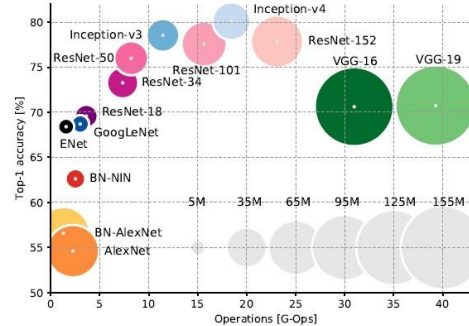 Inception-v4
Inception-v3
80
ResNet-152
ResNet-50
VGG-16
VGG-19
ResNet-101
75
ResNet-34
Top-1 accuracy [%]
70
ResNet-18
GoogLeNet
ENet
65
BN-NIN
60
5M 35M 65M 95M 125M 155M
BN-AlexNet
55
AlexNet
50
0 5 10 15 20 25 30 35 40
Operations [G-Ops]